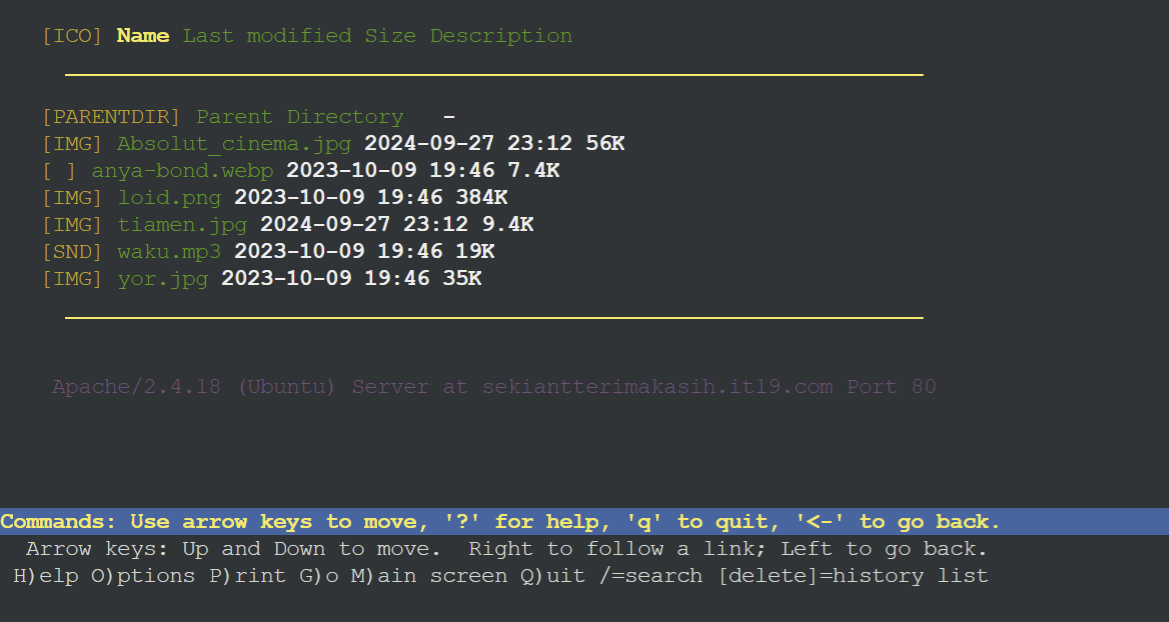 [ICO] Name Last modified Size Description
[PARENTDIR] Parent Directory   -
[IMG] Absolut_cinema.jpg 2024-09-27 23:12 56K
[ ] anya-bond.webp 2023-10-09 19:46 7.4K
[IMG] loid.png 2023-10-09 19:46 384K
[IMG] tiamen.jpg 2024-09-27 23:12 9.4K
[SND] waku.mp3 2023-10-09 19:46 19K
[IMG] yor.jpg 2023-10-09 19:46 35K
Apache/2.4.18 (Ubuntu) Server at sekiantterimakasih.it19.com Port 80
Commands: Use arrow keys to move, '?' for help, 'q' to quit, '<-' to go back.
Arrow keys: Up and Down to move.  Right to follow a link; Left to go back.
H)elp O)ptions P)rint G)o M)ain screen Q)uit /=search [delete]=history list